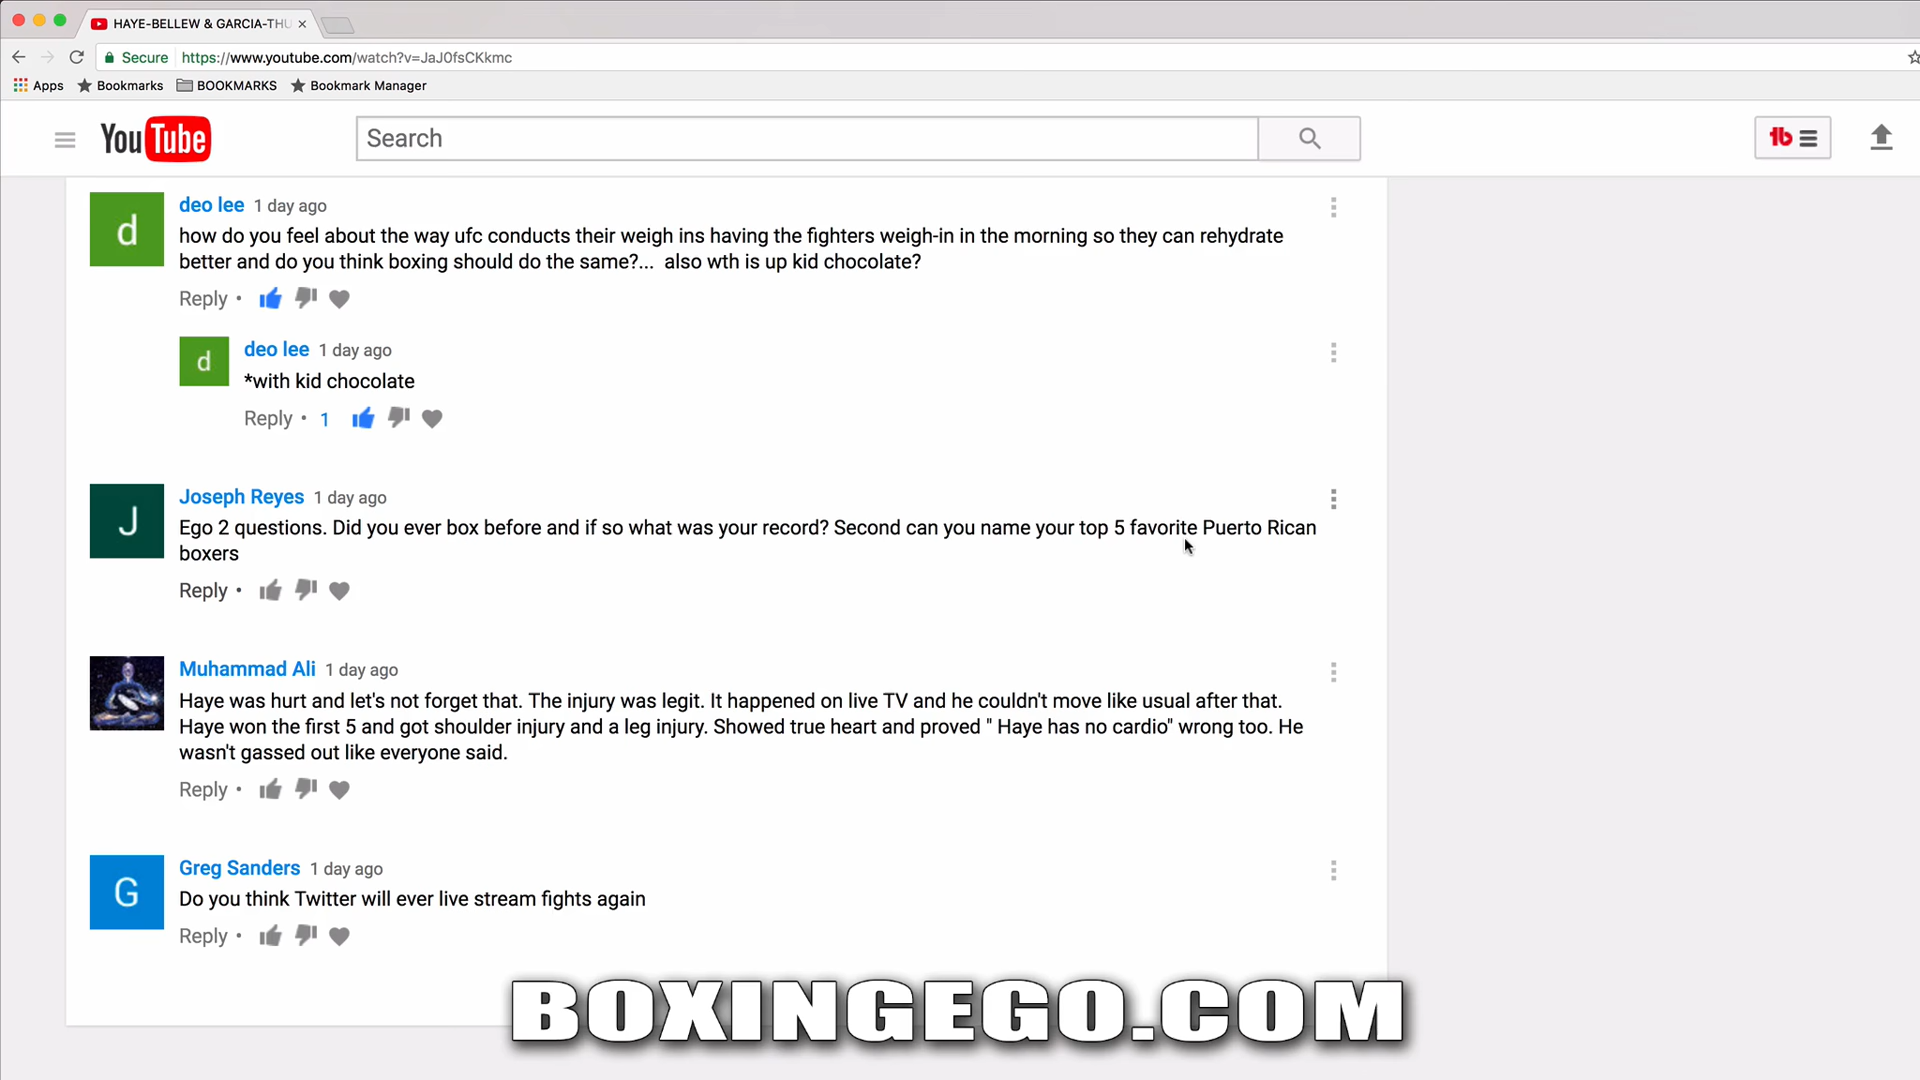 HAYE-BELLEW & GARCIA-THU
Secure https://www.youtube.com/watch?v=JaJ0fsCKkmc
Apps Bookmarks BOOKMARKS Bookmark Manager
YouTube Search
d deo lee 1 day ago
how do you feel about the way ufc conducts their weigh ins having the fighters weigh-in in the morning so they can rehydrate
better and do you think boxing should do the same?... also wth is up kid chocolate?
Reply •
d deo lee 1 day ago
*with kid chocolate
Reply • 1
J Joseph Reyes 1 day ago
Ego 2 questions. Did you ever box before and if so what was your record? Second can you name your top 5 favorite Puerto Rican
boxers
Reply •
Muhammad Ali 1 day ago
Haye was hurt and let's not forget that. The injury was legit. It happened on live TV and he couldn't move like usual after that.
Haye won the first 5 and got shoulder injury and a leg injury. Showed true heart and proved " Haye has no cardio" wrong too. He
wasn't gassed out like everyone said.
Reply •
G Greg Sanders 1 day ago
Do you think Twitter will ever live stream fights again
Reply •
BOXINGEGO.COM